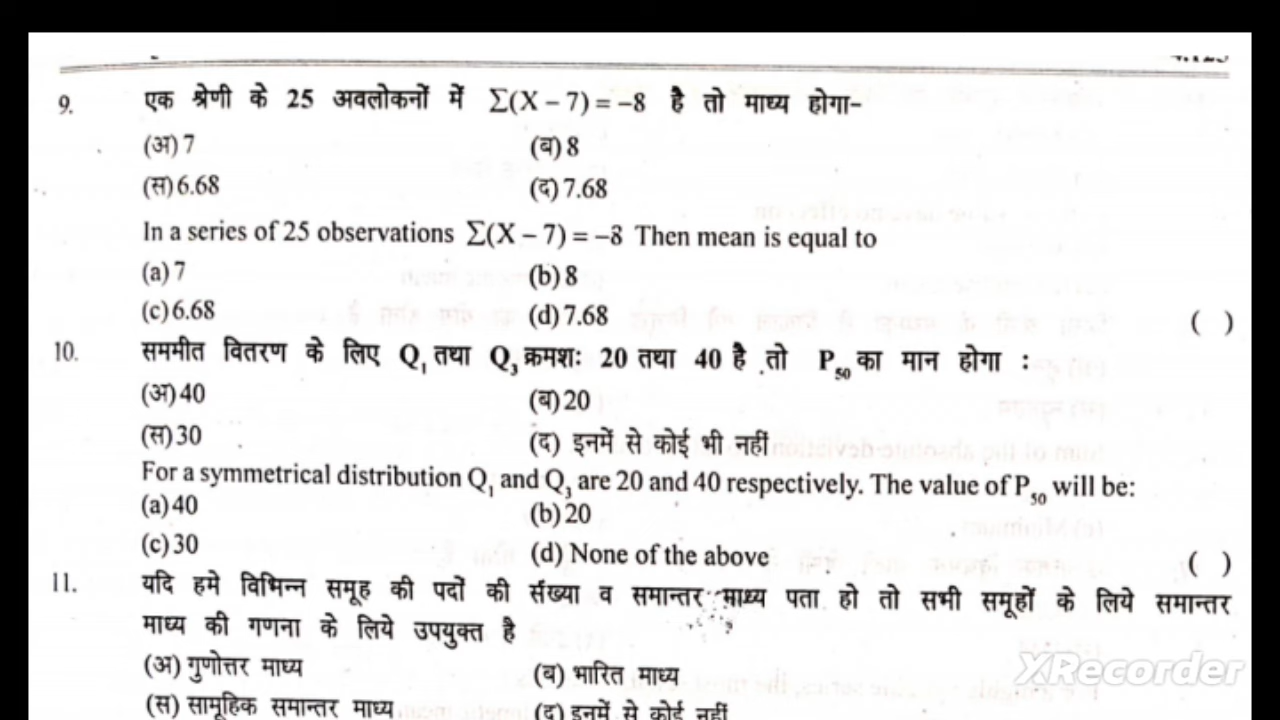 9. एक श्रेणी के 25 अवलोकनों में Σ(X – 7) = –8 है तो माध्य होगा–
(अ) 7 (ब) 8
(स) 6.68 (द) 7.68
In a series of 25 observations Σ(X – 7) = –8 Then mean is equal to
(a) 7 (b) 8
(c) 6.68 (d) 7.68 ( )
10. सममीत वितरण के लिए Q₁ तथा Q₃ क्रमशः 20 तथा 40 है तो P₅₀ का मान होगा :
(अ) 40 (ब) 20
(स) 30 (द) इनमें से कोई भी नहीं
For a symmetrical distribution Q₁ and Q₃ are 20 and 40 respectively. The value of P₅₀ will be:
(a) 40 (b) 20
(c) 30 (d) None of the above ( )
11. यदि हमे विभिन्न समूह की पदों की संख्या व समान्तर माध्य पता हो तो सभी समूहों के लिये समान्तर
माध्य की गणना के लिये उपयुक्त है
(अ) गुणोत्तर माध्य (ब) भारित माध्य
(स) सामूहिक समान्तर माध्य (द) इनमें से कोई नहीं
XRecorder